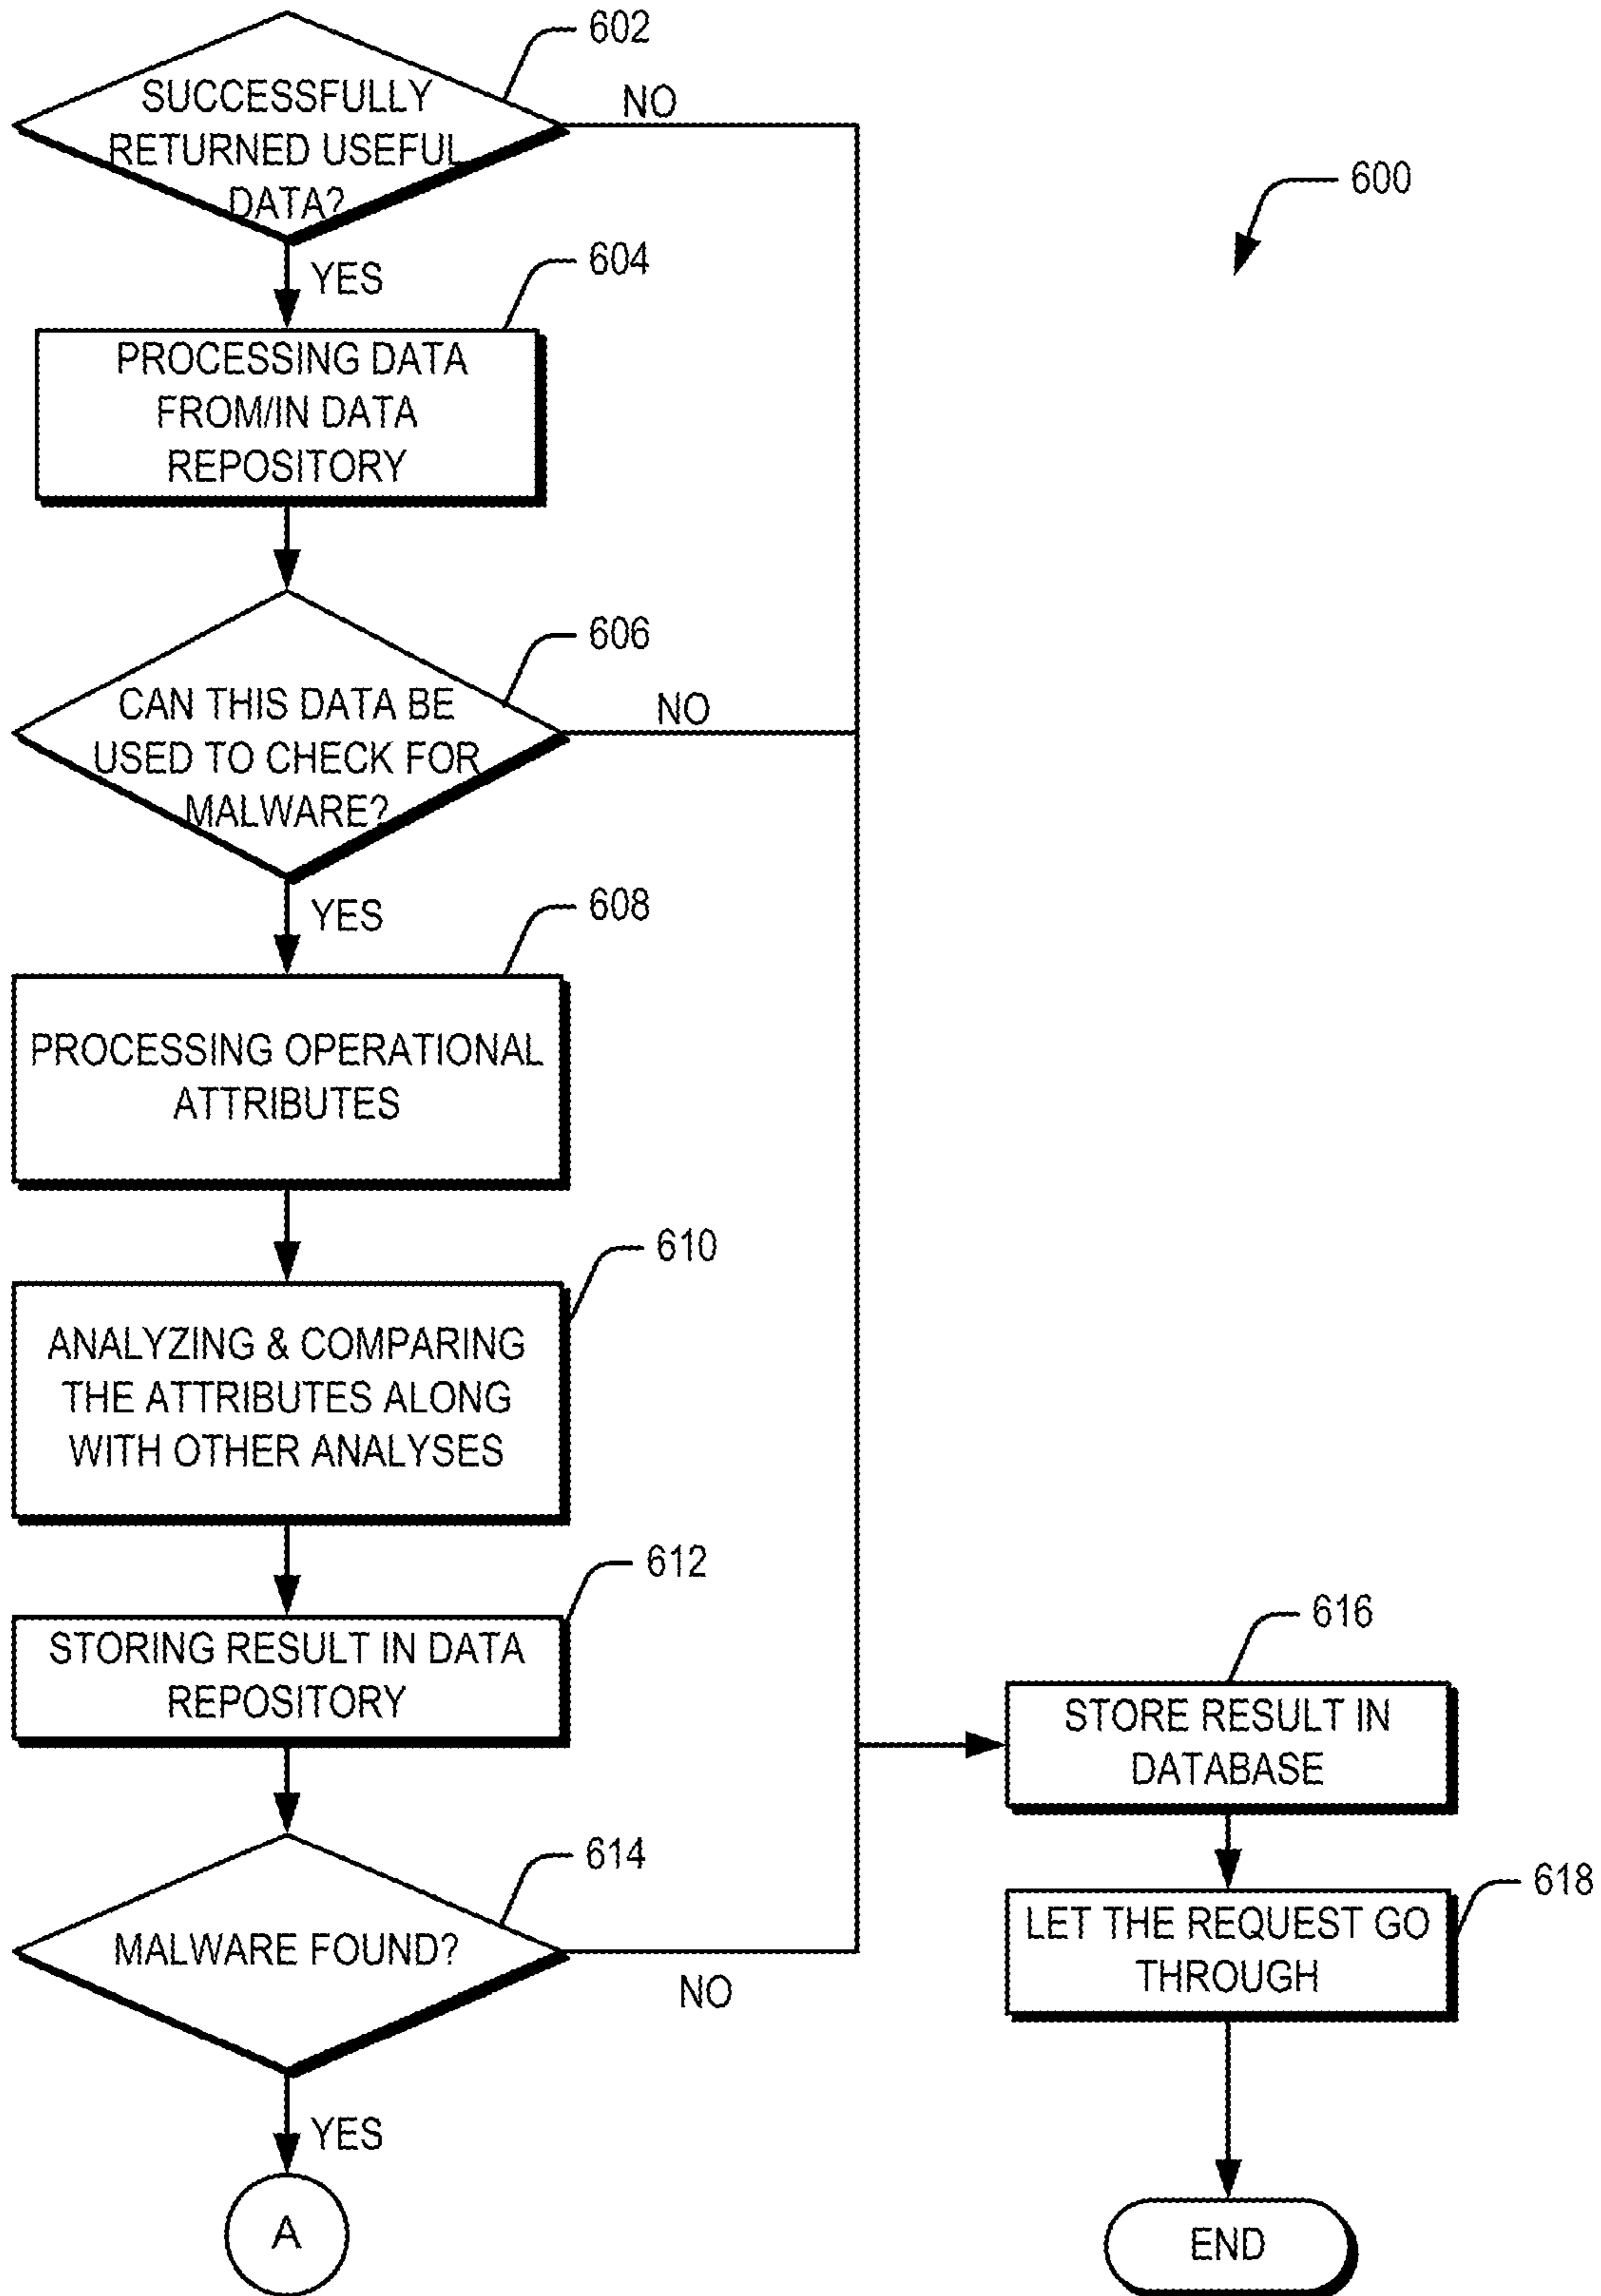 602
SUCCESSFULLY
RETURNED USEFUL
DATA?
NO
600
YES
604
PROCESSING DATA
FROM/IN DATA
REPOSITORY
606
CAN THIS DATA BE
USED TO CHECK FOR
MALWARE?
NO
YES
608
PROCESSING OPERATIONAL
ATTRIBUTES
610
ANALYZING & COMPARING
THE ATTRIBUTES ALONG
WITH OTHER ANALYSES
612
STORING RESULT IN DATA
REPOSITORY
614
MALWARE FOUND?
NO
YES
A
616
STORE RESULT IN
DATABASE
618
LET THE REQUEST GO
THROUGH
END